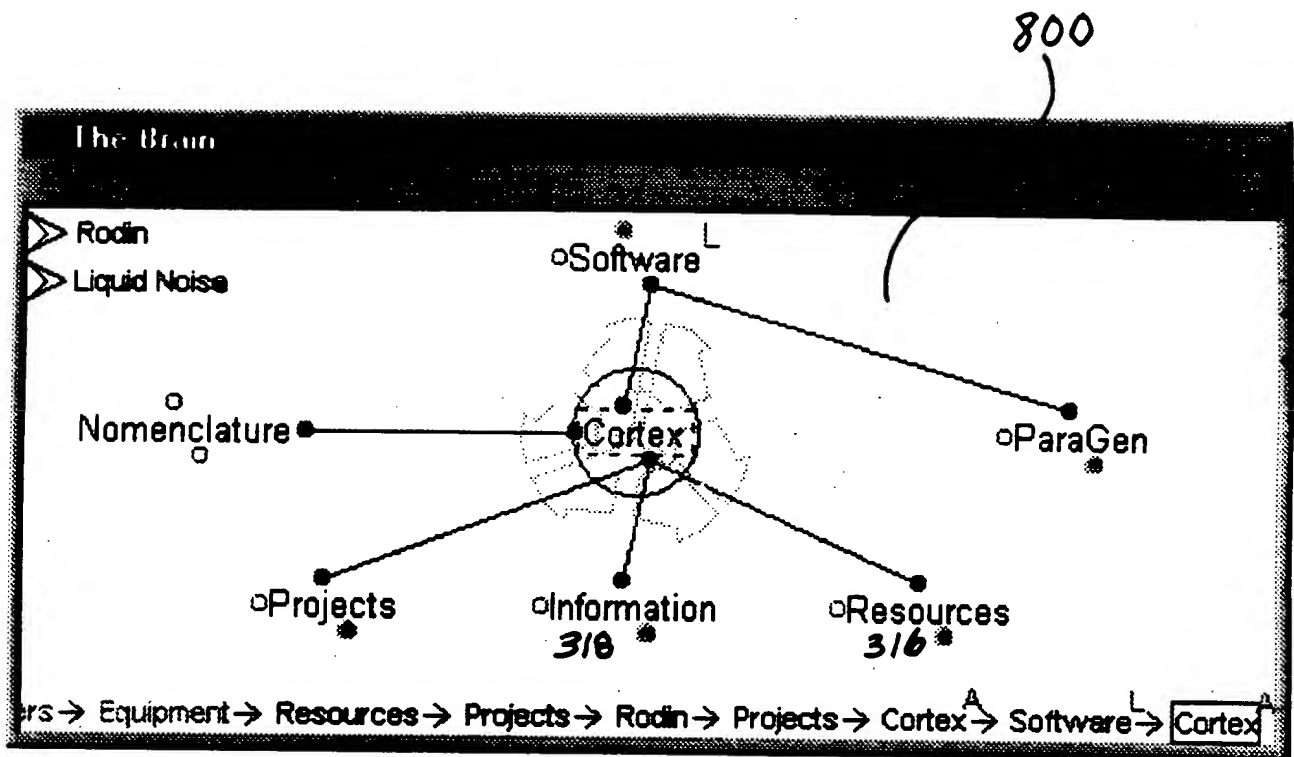 800
The Brain
Rodin
Software L
Liquid Noise
Nomenclature
Cortex
ParaGen
Projects
Information
Resources
318
316
ers → Equipment → Resources → Projects → Rodin → Projects → Cortex A → Software L → Cortex A